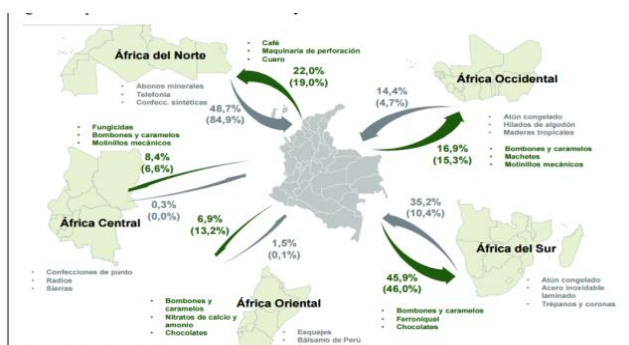 África del Norte
• Abonos minerales
• Telefonía
• Confecc. sintéticas
• Café
• Maquinaria de perforación
• Cuero
22,0%
(19,0%)
48,7%
(84,9%)
África Occidental
14,4%
(4,7%)
• Atún congelado
• Hilados de algodón
• Maderas tropicales
16,9%
(15,3%)
• Bombones y caramelos
• Machetes
• Molinillos mecánicos
• Fungicidas
• Bombones y caramelos
• Molinillos mecánicos
8,4%
(6,6%)
0,3%
(0,0%)
África Central
• Confecciones de punto
• Radios
• Sierras
6,9%
(13,2%)
1,5%
(0,1%)
• Bombones y
caramelos
• Nitratos de calcio y
amonio
• Chocolates
África Oriental
• Esquejes
• Bálsamo de Perú
35,2%
(10,4%)
África del Sur
45,9%
(46,0%)
• Bombones y caramelos
• Ferroníquel
• Chocolates
• Atún congelado
• Acero inoxidable
laminado
• Trépanos y coronas